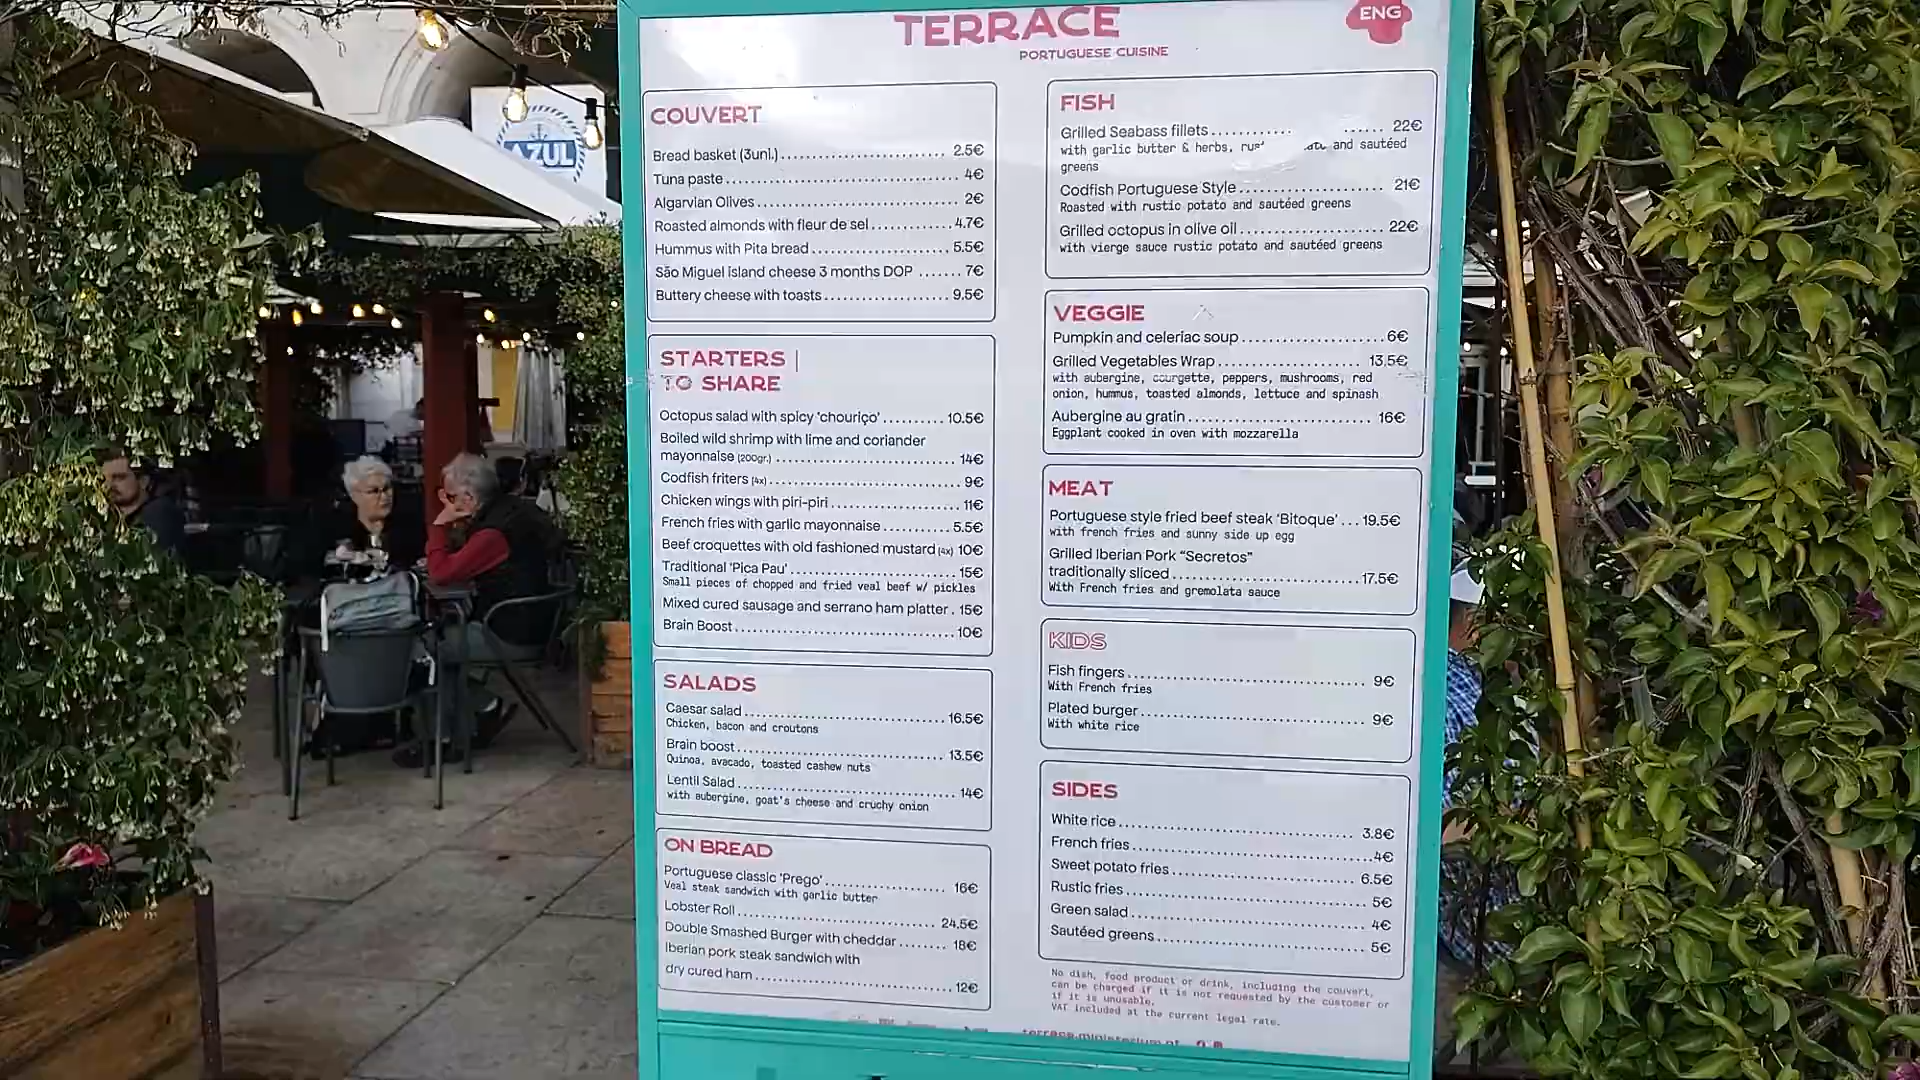 TERRACE
PORTUGUESE CUISINE
ENG
AZUL
COUVERT
Bread basket (3uni.) 2.5€
Tuna paste 4€
Algarvian Olives 2€
Roasted almonds with fleur de sel 4.7€
Hummus with Pita bread 5.5€
São Miguel island cheese 3 months DOP 7€
Buttery cheese with toasts 9.5€
STARTERS |
TO SHARE
Octopus salad with spicy 'chouriço' 10.5€
Boiled wild shrimp with lime and coriander
mayonnaise (200gr.) 14€
Codfish friters (4x) 9€
Chicken wings with piri-piri 11€
French fries with garlic mayonnaise 5.5€
Beef croquettes with old fashioned mustard (4x) 10€
Traditional 'Pica Pau' 15€
Small pieces of chopped and fried veal beef w/ pickles
Mixed cured sausage and serrano ham platter . 15€
Brain Boost 10€
SALADS
Caesar salad 16.5€
Chicken, bacon and croutons
Brain boost 13.5€
Quinoa, avacado, toasted cashew nuts
Lentil Salad 14€
with aubergine, goat's cheese and cruchy onion
ON BREAD
Portuguese classic 'Prego' 16€
Veal steak sandwich with garlic butter
Lobster Roll 24.5€
Double Smashed Burger with cheddar 18€
Iberian pork steak sandwich with
dry cured ham 12€
FISH
Grilled Seabass fillets 22€
with garlic butter & herbs, and sautéed
greens
Codfish Portuguese Style 21€
Roasted with rustic potato and sautéed greens
Grilled octopus in olive oil 22€
with vierge sauce rustic potato and sautéed greens
VEGGIE
Pumpkin and celeriac soup 6€
Grilled Vegetables Wrap 13.5€
with aubergine, courgette, peppers, mushrooms, red
onion, hummus, toasted almonds, lettuce and spinash
Aubergine au gratin 16€
Eggplant cooked in oven with mozzarella
MEAT
Portuguese style fried beef steak 'Bitoque' ... 19.5€
with french fries and sunny side up egg
Grilled Iberian Pork "Secretos"
traditionally sliced 17.5€
With French fries and gremolata sauce
KIDS
Fish fingers 9€
With French fries
Plated burger 9€
With white rice
SIDES
White rice 3.8€
French fries 4€
Sweet potato fries 6.5€
Rustic fries 5€
Green salad 4€
Sautéed greens 5€
No dish, food product or drink, including the couvert,
can be charged if it is not requested by the customer or
if it is unusable.
VAT included at the current legal rate.
terrace.ministerium.pt